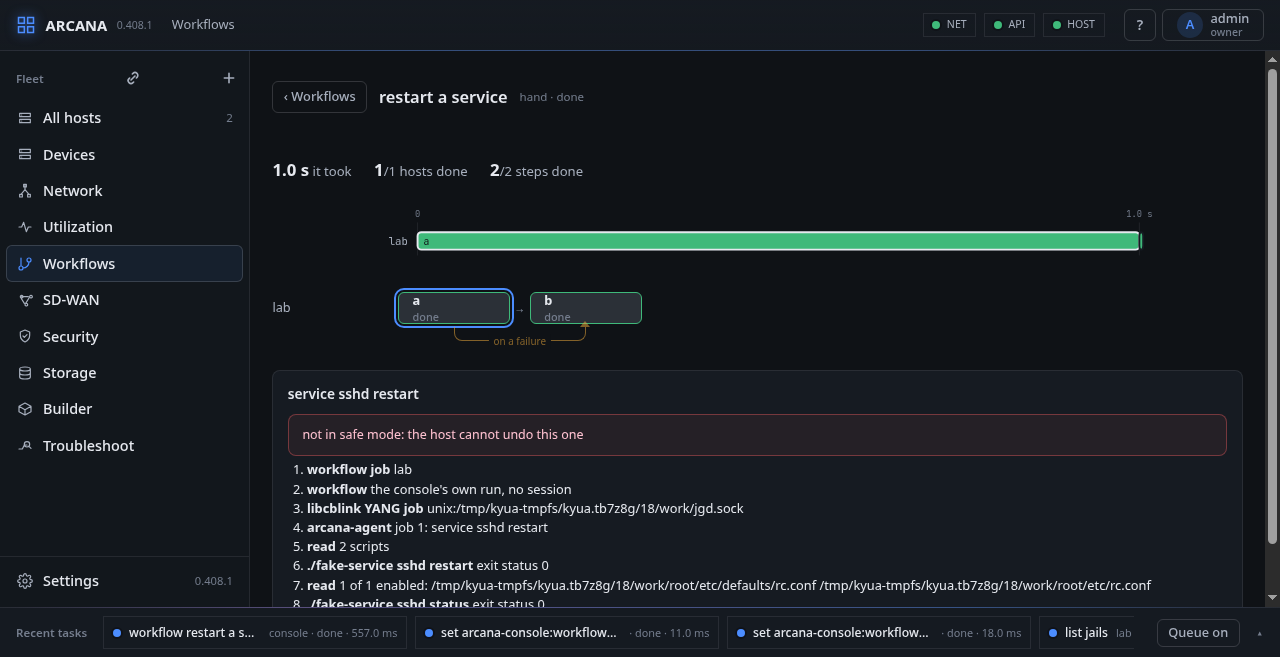 ARCANA 0.408.1 Workflows NET API HOST ? A admin
owner
Fleet
All hosts 2
Devices
Network
Utilization
Workflows
SD-WAN
Security
Storage
Builder
Troubleshoot
Settings 0.408.1
‹ Workflows restart a service hand · done
1.0 s it took 1/1 hosts done 2/2 steps done
0 1.0 s
lab a
lab
a → b
done done
on a failure
service sshd restart
not in safe mode: the host cannot undo this one
1. workflow job lab
2. workflow the console's own run, no session
3. libcblink YANG job unix:/tmp/kyua-tmpfs/kyua.tb7z8g/18/work/jgd.sock
4. arcana-agent job 1: service sshd restart
5. read 2 scripts
6. ./fake-service sshd restart exit status 0
7. read 1 of 1 enabled: /tmp/kyua-tmpfs/kyua.tb7z8g/18/work/root/etc/defaults/rc.conf /tmp/kyua-tmpfs/kyua.tb7z8g/18/work/root/etc/rc.conf
8. ./fake-service sshd status exit status 0
Recent tasks workflow restart a s... console · done · 557.0 ms set arcana-console:workflow... · done · 11.0 ms set arcana-console:workflow... · done · 18.0 ms list jails lab Queue on